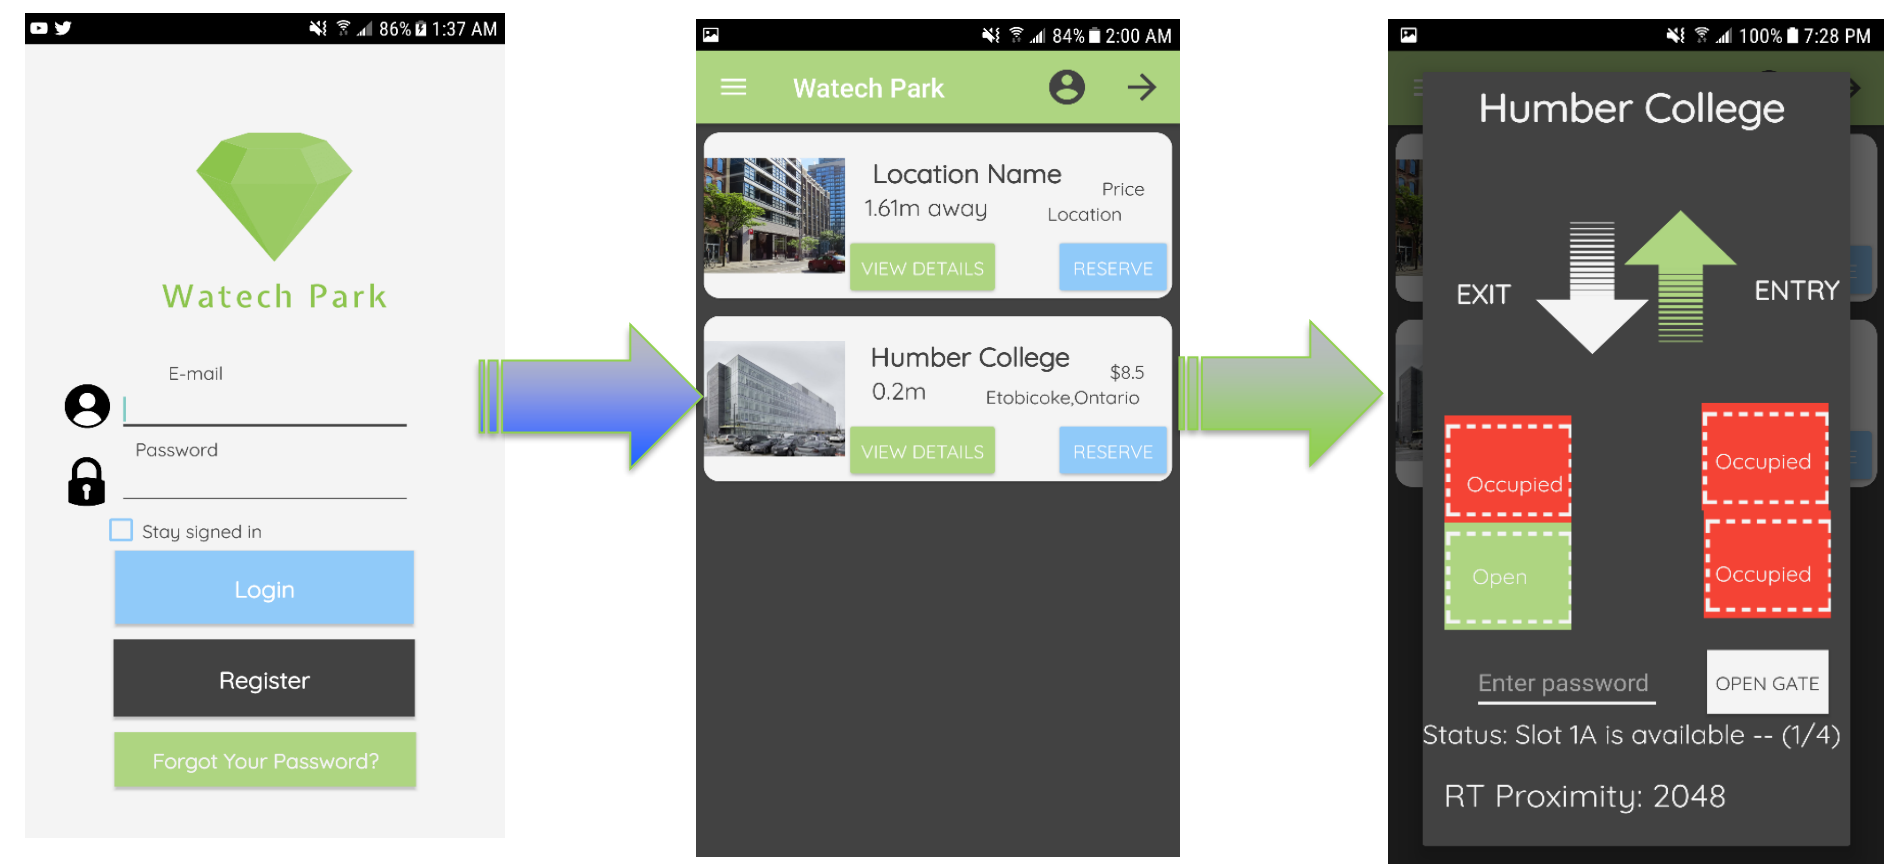 86% 1:37 AM
Watech Park
E-mail
Password
Stay signed in
Login
Register
Forgot Your Password?
84% 2:00 AM
Watech Park
Location Name
Price
1.61m away
Location
VIEW DETAILS
RESERVE
Humber College
$8.5
0.2m
Etobicoke,Ontario
VIEW DETAILS
RESERVE
100% 7:28 PM
Humber College
EXIT
ENTRY
Occupied
Occupied
Open
Occupied
Enter password
OPEN GATE
Status: Slot 1A is available -- (1/4)
RT Proximity: 2048